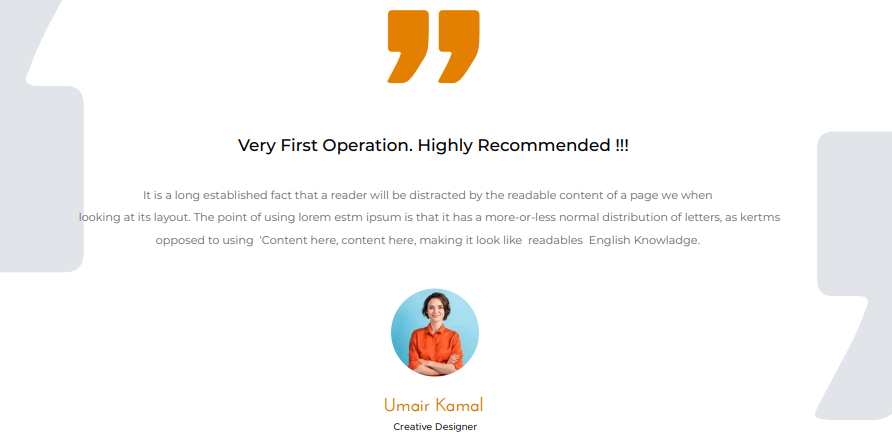 Very First Operation. Highly Recommended !!!
It is a long established fact that a reader will be distracted by the readable content of a page we when
looking at its layout. The point of using lorem estm ipsum is that it has a more-or-less normal distribution of letters, as kertms
opposed to using ‘Content here, content here, making it look like readables English Knowladge.
Umair Kamal
Creative Designer